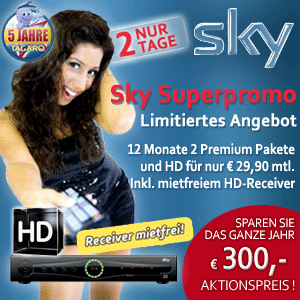 5 JAHRE
TAGARO
2 NUR
TAGE
sky
Sky Superpromo
Limitiertes Angebot
12 Monate 2 Premium Pakete
und HD für nur € 29,90 mtl.
Inkl. mietfreiem HD-Receiver
HD
Receiver mietfrei!
sky
SPAREN SIE
DAS GANZE JAHR
€ 300,-
AKTIONSPREIS !